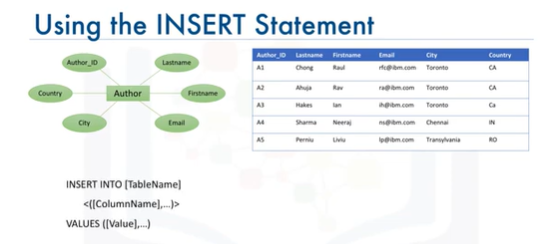 Using the INSERT Statement
Author_ID
Lastname
Country
Author
Firstname
City
Email
Author_ID Lastname Firstname Email City Country
A1 Chong Raul rfc@ibm.com Toronto CA
A2 Ahuja Rav ra@ibm.com Toronto CA
A3 Hakes Ian ih@ibm.com Toronto Ca
A4 Sharma Neeraj ns@ibm.com Chennai IN
A5 Perniu Liviu lp@ibm.com Transylvania RO
INSERT INTO [TableName]
<([ColumnName],...)>
VALUES ([Value],...)